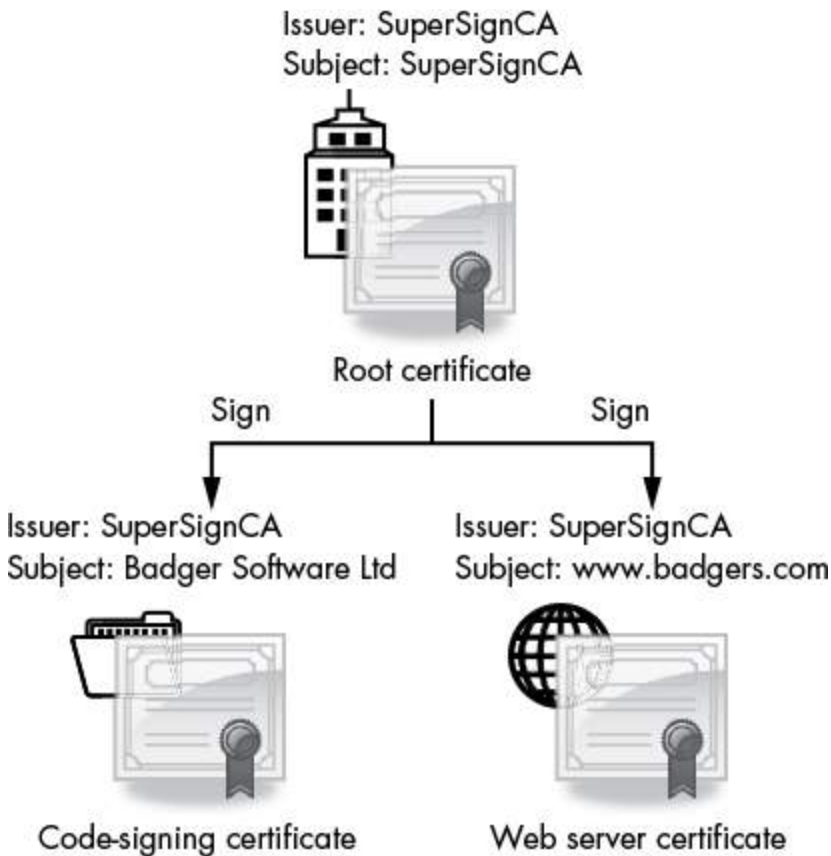 Issuer: SuperSignCA
Subject: SuperSignCA
Root certificate
Sign
Sign
Issuer: SuperSignCA
Subject: Badger Software Ltd
Issuer: SuperSignCA
Subject: www.badgers.com
Code-signing certificate
Web server certificate